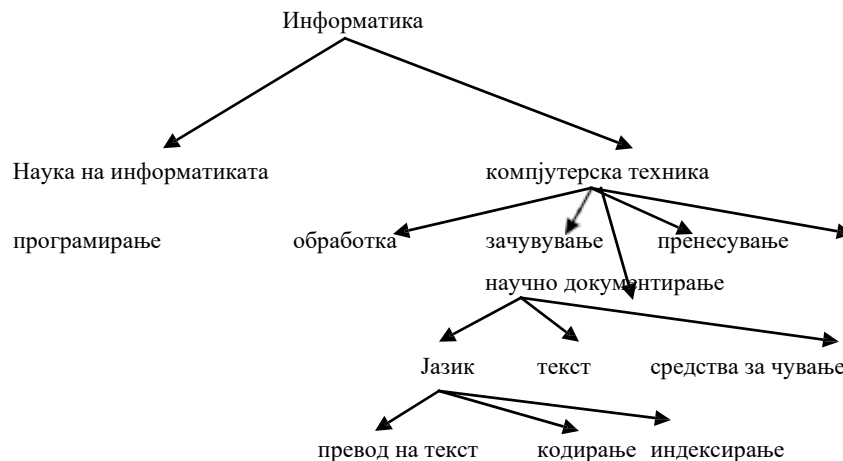 Информатика
Наука на информатиката компјутерска техника
програмирање обработка зачувување пренесување
научно документирање
Јазик текст средства за чување
превод на текст кодирање индексирање